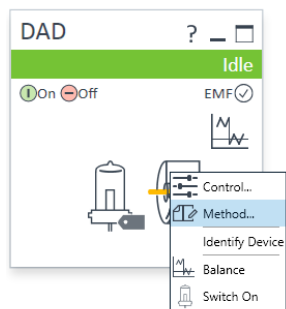 DAD ?
Idle
On Off EMF
Control...
Method...
Identify Device
Balance
Switch On